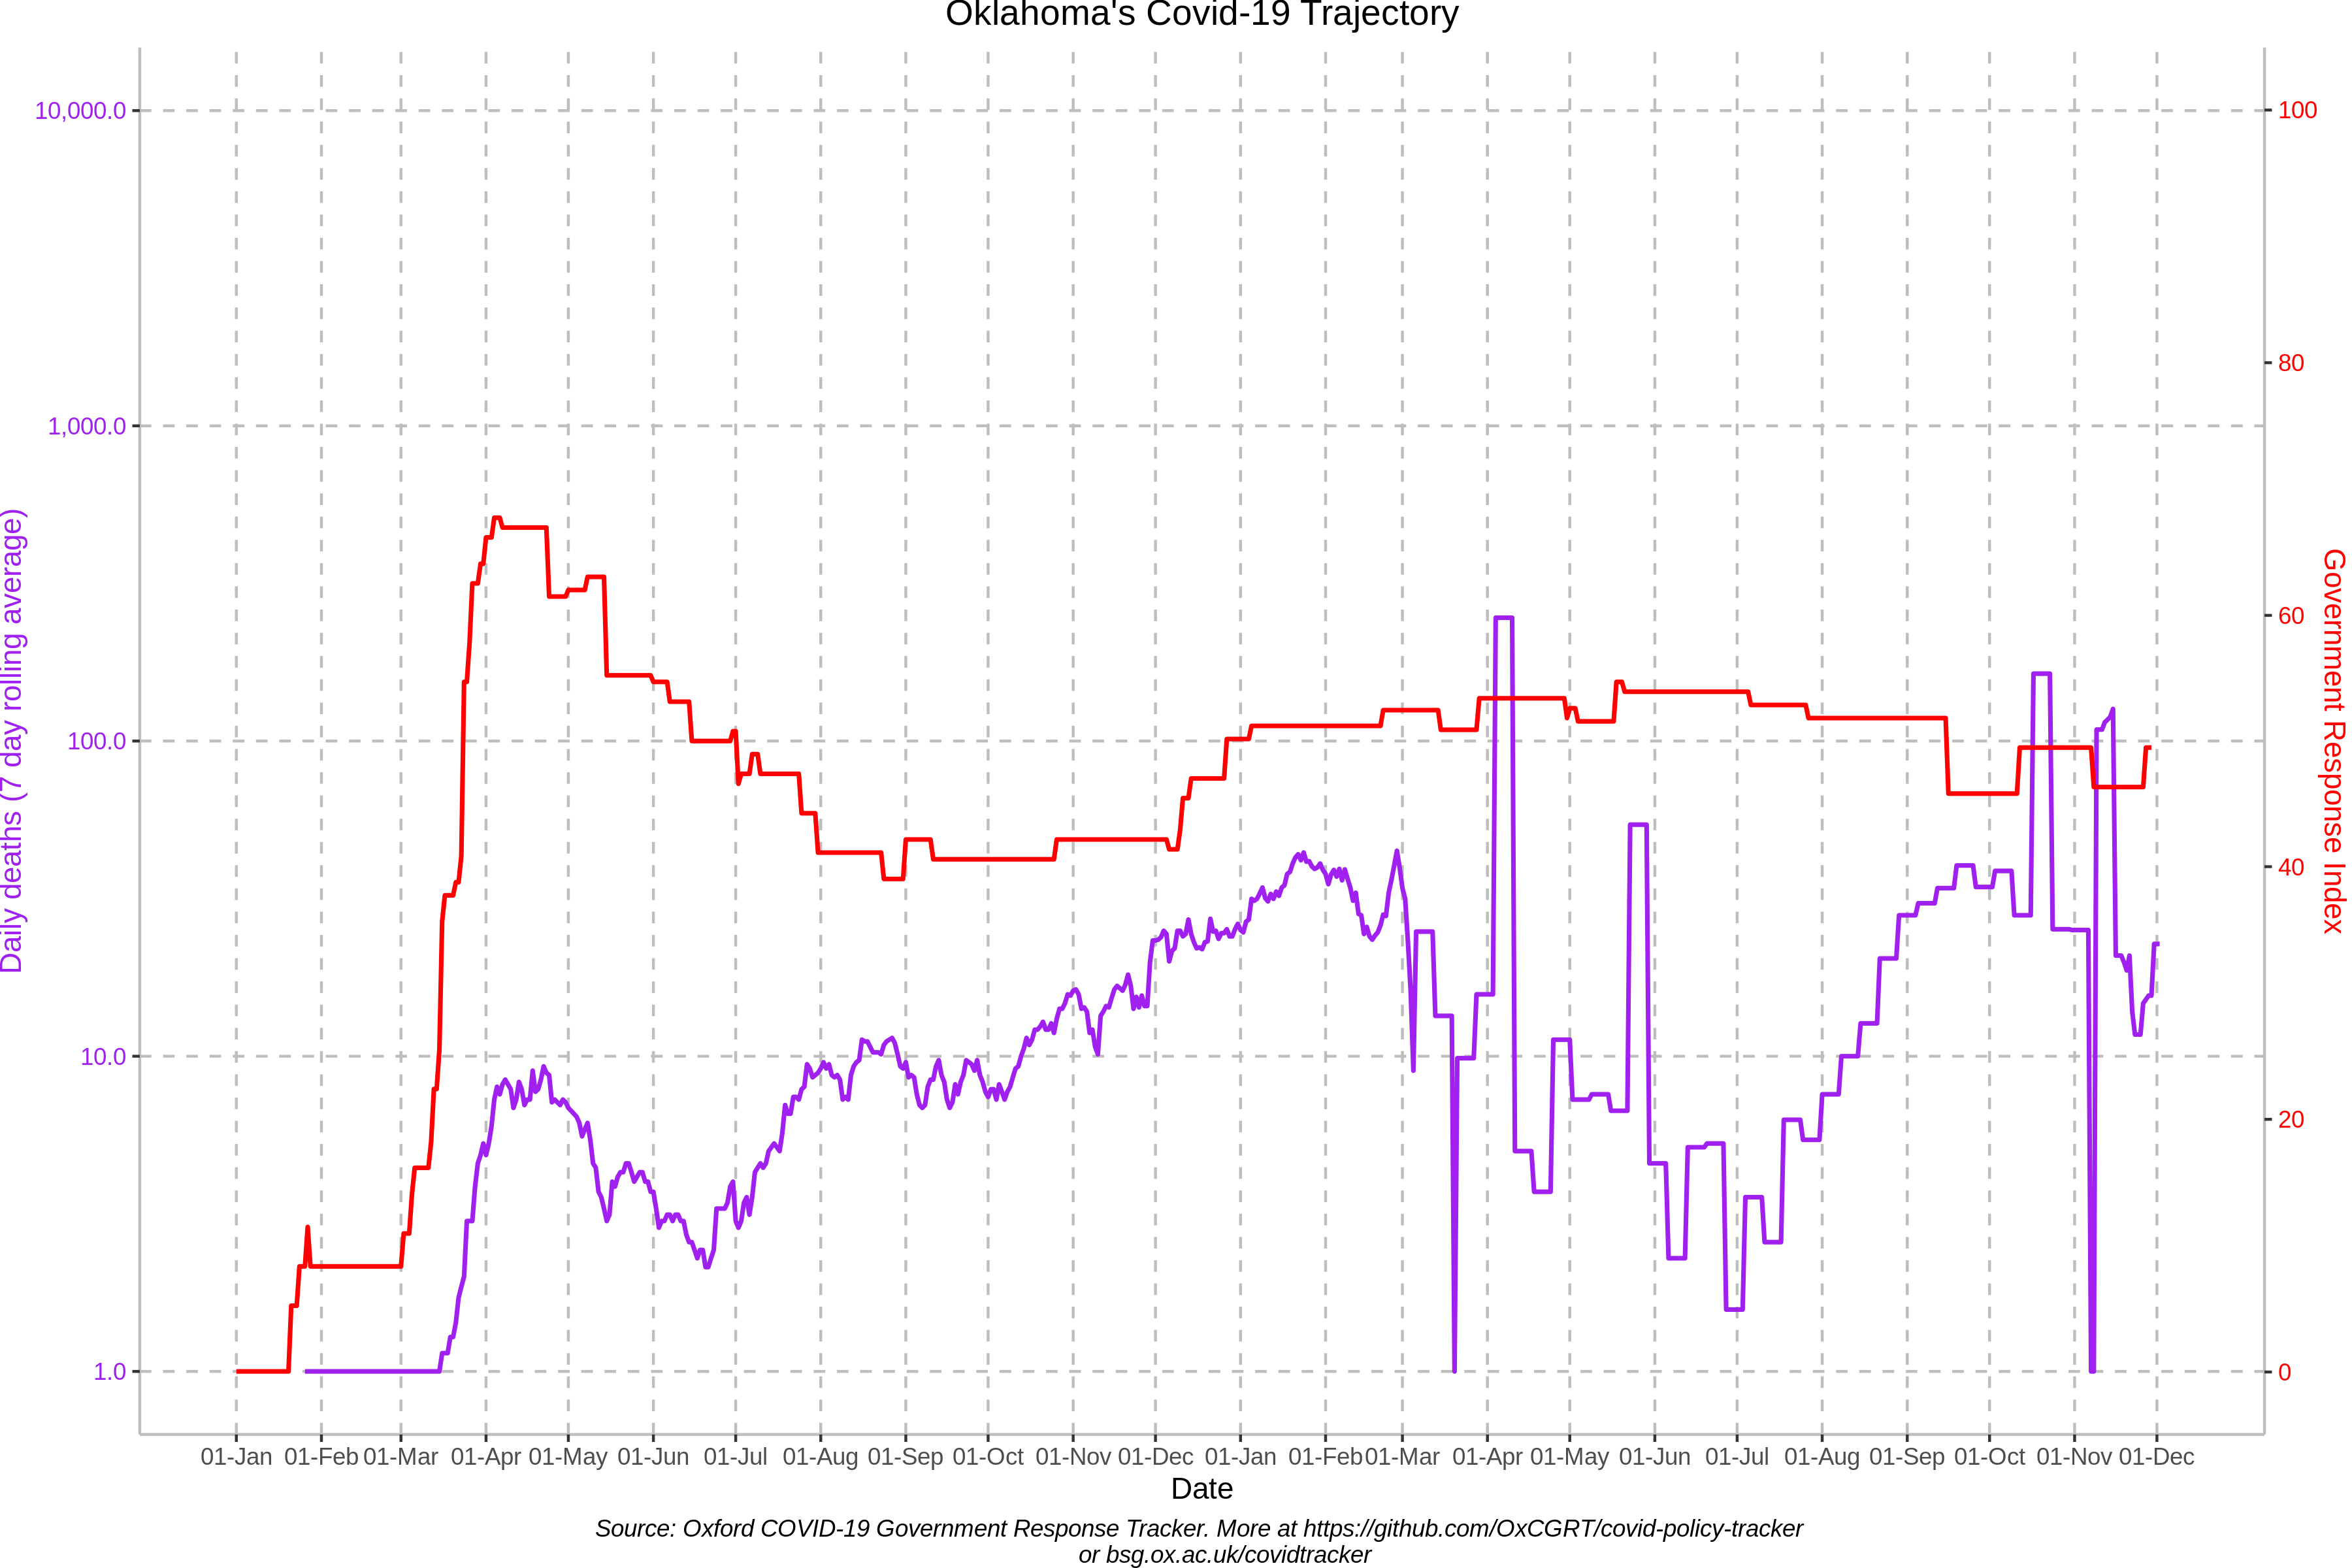 Oklahoma's Covid-19 Trajectory
Daily deaths (7 day rolling average)
10,000.0
1,000.0
100.0
10.0
1.0
100
80
60
40
20
0
Government Response Index
01-Jan 01-Feb 01-Mar 01-Apr 01-May 01-Jun 01-Jul 01-Aug 01-Sep 01-Oct 01-Nov 01-Dec 01-Jan 01-Feb 01-Mar 01-Apr 01-May 01-Jun 01-Jul 01-Aug 01-Sep 01-Oct 01-Nov 01-Dec
Date
Source: Oxford COVID-19 Government Response Tracker. More at https://github.com/OxCGRT/covid-policy-tracker
or bsg.ox.ac.uk/covidtracker